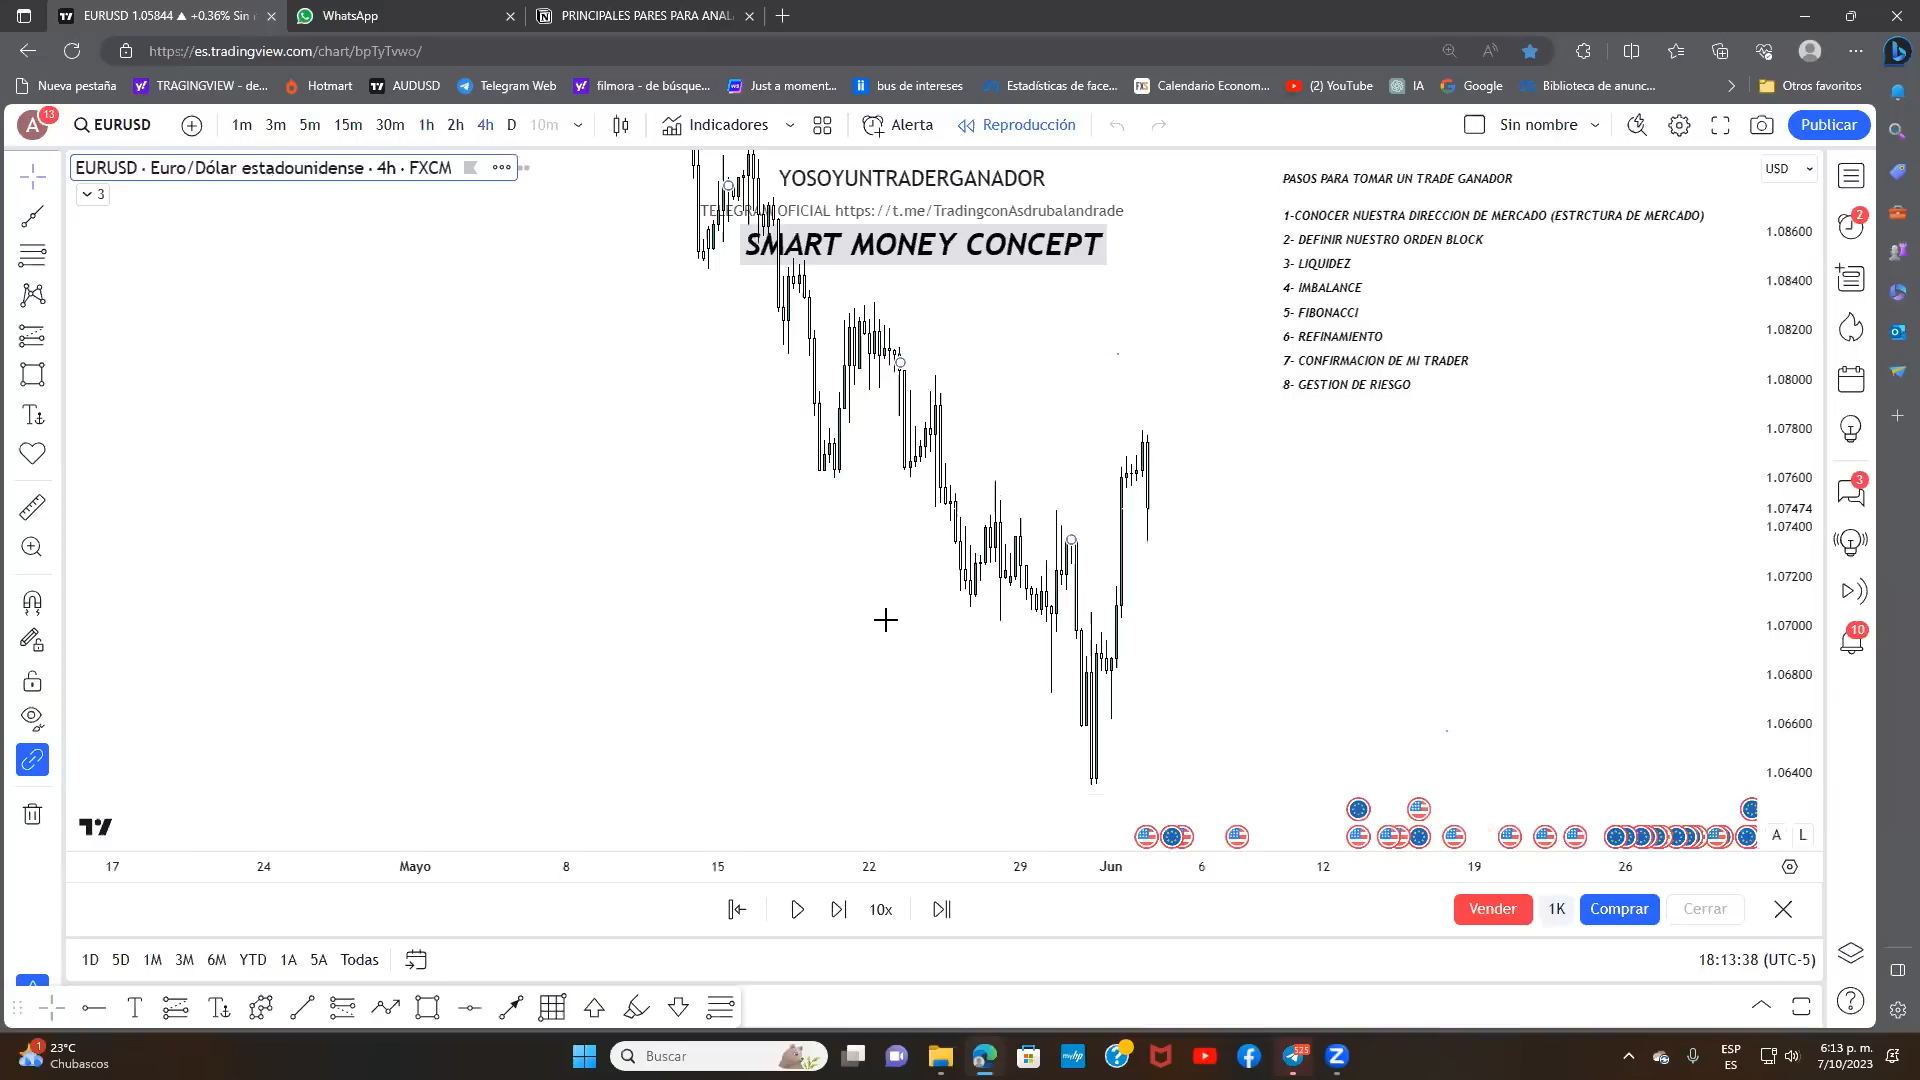 EURUSD 1.05844 ▲ +0.36% Sin
WhatsApp
PRINCIPALES PARES PARA ANAL
https://es.tradingview.com/chart/bpTyTvwo/
Nueva pestaña
TRAGINGVIEW - de...
Hotmart
AUDUSD
Telegram Web
filmora - de búsque...
Just a moment...
bus de intereses
Estadísticas de face...
Calendario Econom...
(2) YouTube
IA
Google
Biblioteca de anunc...
Otros favoritos
A
13
EURUSD
1m 3m 5m 15m 30m 1h 2h 4h D 10m
Indicadores
Alerta
Reproducción
Sin nombre
Publicar
EURUSD · Euro/Dólar estadounidense · 4h · FXCM
3
YOSOYUNTRADERGANADOR
TELEGRAM OFICIAL https://t.me/TradingconAsdrubalandrade
SMART MONEY CONCEPT
PASOS PARA TOMAR UN TRADE GANADOR
1-CONOCER NUESTRA DIRECCION DE MERCADO (ESTRCTURA DE MERCADO)
2- DEFINIR NUESTRO ORDEN BLOCK
3- LIQUIDEZ
4- IMBALANCE
5- FIBONACCI
6- REFINAMIENTO
7- CONFIRMACION DE MI TRADER
8- GESTION DE RIESGO
USD
1.08600
1.08400
1.08200
1.08000
1.07800
1.07600
1.07474
1.07400
1.07200
1.07000
1.06800
1.06600
1.06400
2
3
10
A L
17 24 Mayo 8 15 22 29 Jun 6 12 19 26
10x
Vender
1K
Comprar
Cerrar
1D 5D 1M 3M 6M YTD 1A 5A Todas
18:13:38 (UTC-5)
1
23°C
Chubascos
Buscar
525
ESP
ES
6:13 p. m.
7/10/2023